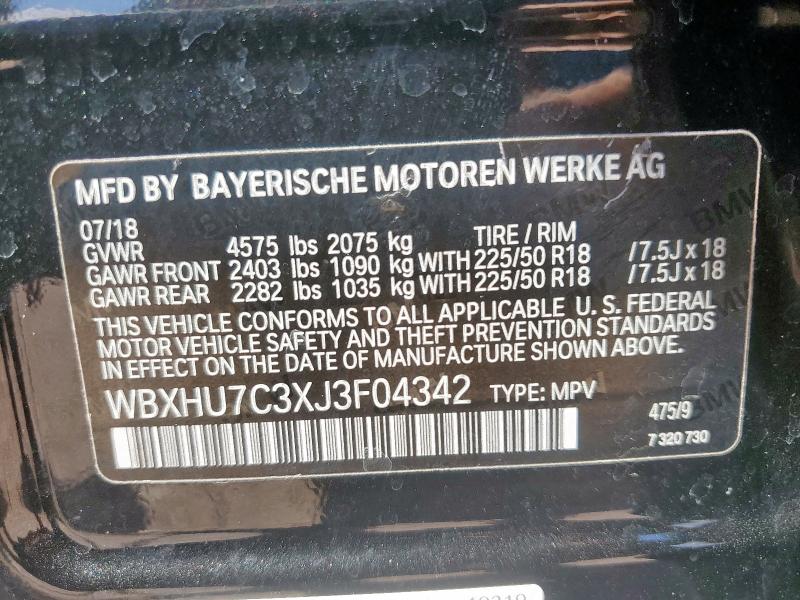 MFD BY BAYERISCHE MOTOREN WERKE AG
07/18 TIRE / RIM
GVWR 4575 lbs 2075 kg
GAWR FRONT 2403 lbs 1090 kg WITH 225/50 R18 / 7.5J x 18
GAWR REAR 2282 lbs 1035 kg WITH 225/50 R18 / 7.5J x 18
THIS VEHICLE CONFORMS TO ALL APPLICABLE U. S. FEDERAL
MOTOR VEHICLE SAFETY AND THEFT PREVENTION STANDARDS
IN EFFECT ON THE DATE OF MANUFACTURE SHOWN ABOVE.
WBXHU7C3XJ3F04342 TYPE: MPV
475/9
7 320 730